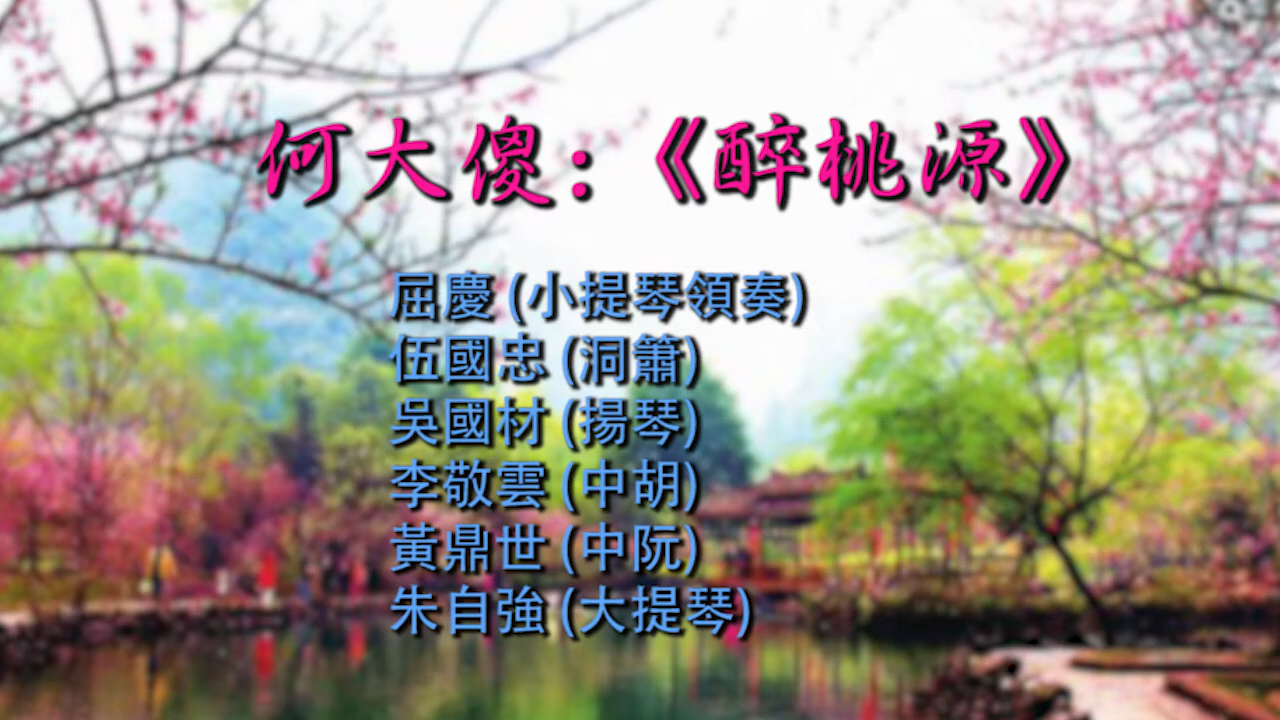 何大傻：《醉桃源》
屈慶 (小提琴領奏)
伍國忠 (洞簫)
吳國材 (揚琴)
李敬雲 (中胡)
黃鼎世 (中阮)
朱自強 (大提琴)